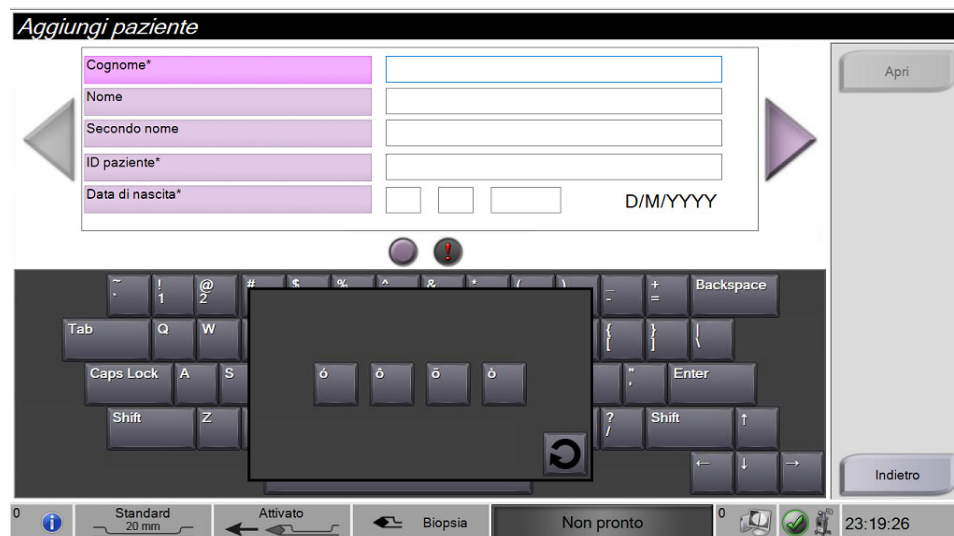 Aggiungi paziente
Cognome*
Apri
Nome
Secondo nome
ID paziente*
Data di nascita* D/M/YYYY
~ ! @ # $ % ^ & * ( ) _ + Backspace
` 1 2 - =
Tab Q W { } |
[ ] \
Caps Lock A S ó ô õ ò " Enter
'
Shift Z ? Shift ↑
/
← ↓ →
Indietro
0 Standard Attivato Biopsia Non pronto 0 23:19:26
20 mm